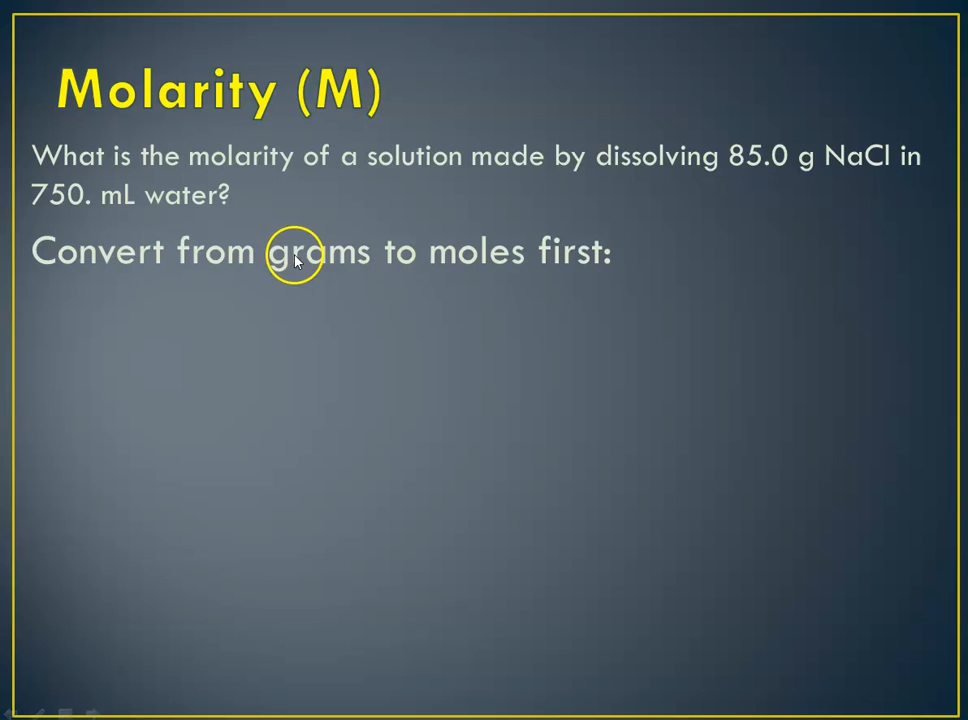 Molarity (M)
What is the molarity of a solution made by dissolving 85.0 g NaCl in
750. mL water?
Convert from grams to moles first: